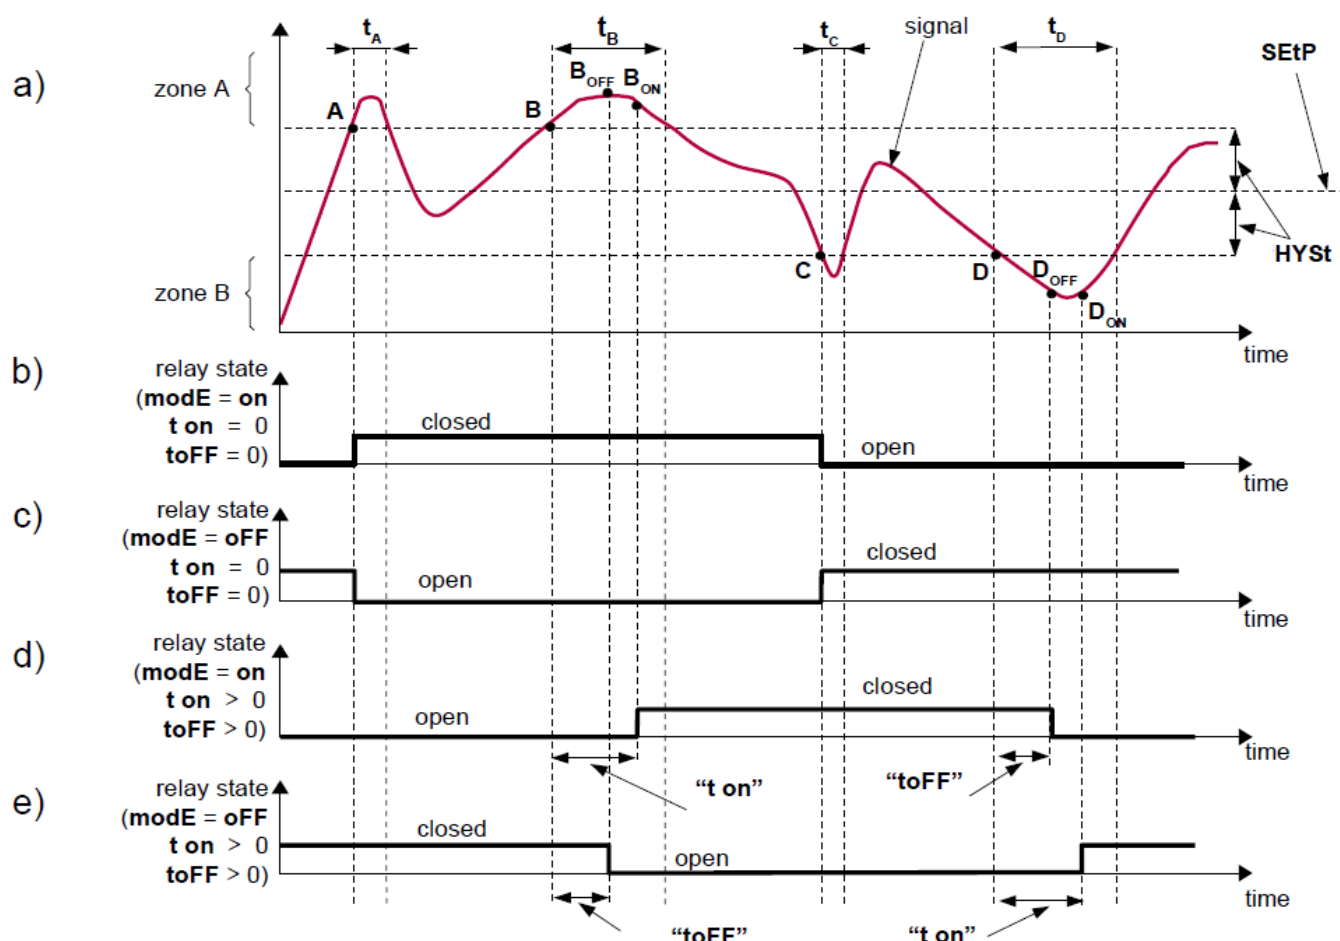 a)
zone A
zone B
tA
tB
tC
tD
signal
SEtP
A
B
BOFF
BON
C
D
DOFF
DON
HYSt
time
b)
relay state
(modE = on
t on = 0
toFF = 0)
closed
open
time
c)
relay state
(modE = oFF
t on = 0
toFF = 0)
open
closed
time
d)
relay state
(modE = on
t on > 0
toFF > 0)
open
closed
time
“t on”
“toFF”
e)
relay state
(modE = oFF
t on > 0
toFF > 0)
closed
open
time
“toFF”
“t on”